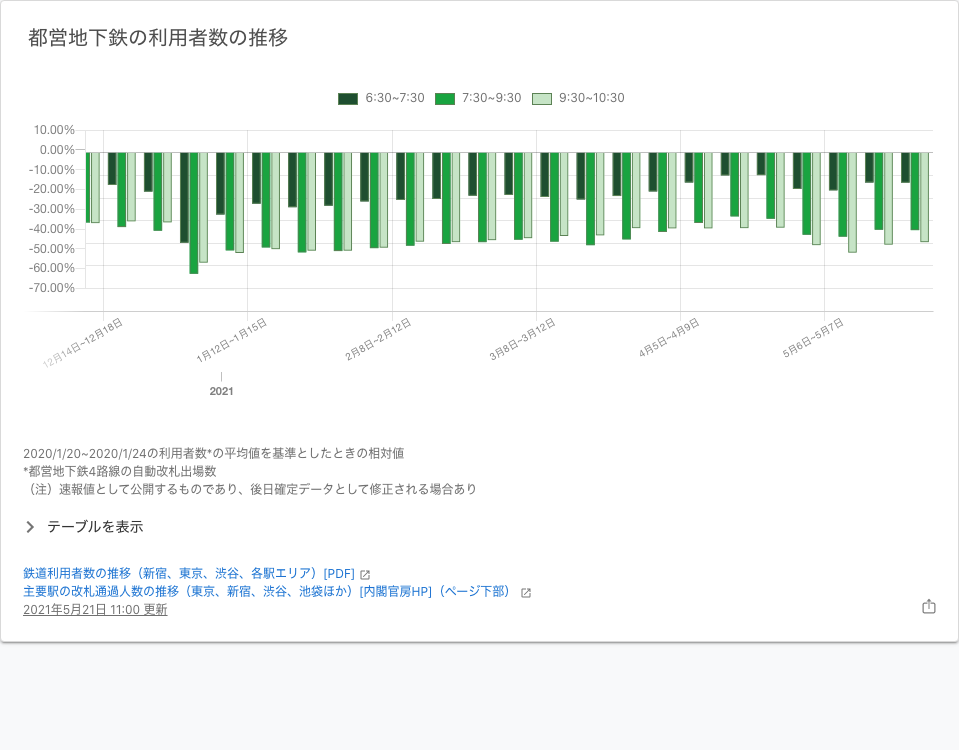 都営地下鉄の利用者数の推移
6:30~7:30 7:30~9:30 9:30~10:30
10.00%
0.00%
-10.00%
-20.00%
-30.00%
-40.00%
-50.00%
-60.00%
-70.00%
12月14日~12月18日 1月12日~1月15日 2月8日~2月12日 3月8日~3月12日 4月5日~4月9日 5月6日~5月7日
2021
2020/1/20~2020/1/24の利用者数*の平均値を基準としたときの相対値
*都営地下鉄4路線の自動改札出場数
（注）速報値として公開するものであり、後日確定データとして修正される場合あり
テーブルを表示
鉄道利用者数の推移（新宿、東京、渋谷、各駅エリア）[PDF]
主要駅の改札通過人数の推移（東京、新宿、渋谷、池袋ほか）[内閣官房HP]（ページ下部）
2021年5月21日 11:00 更新